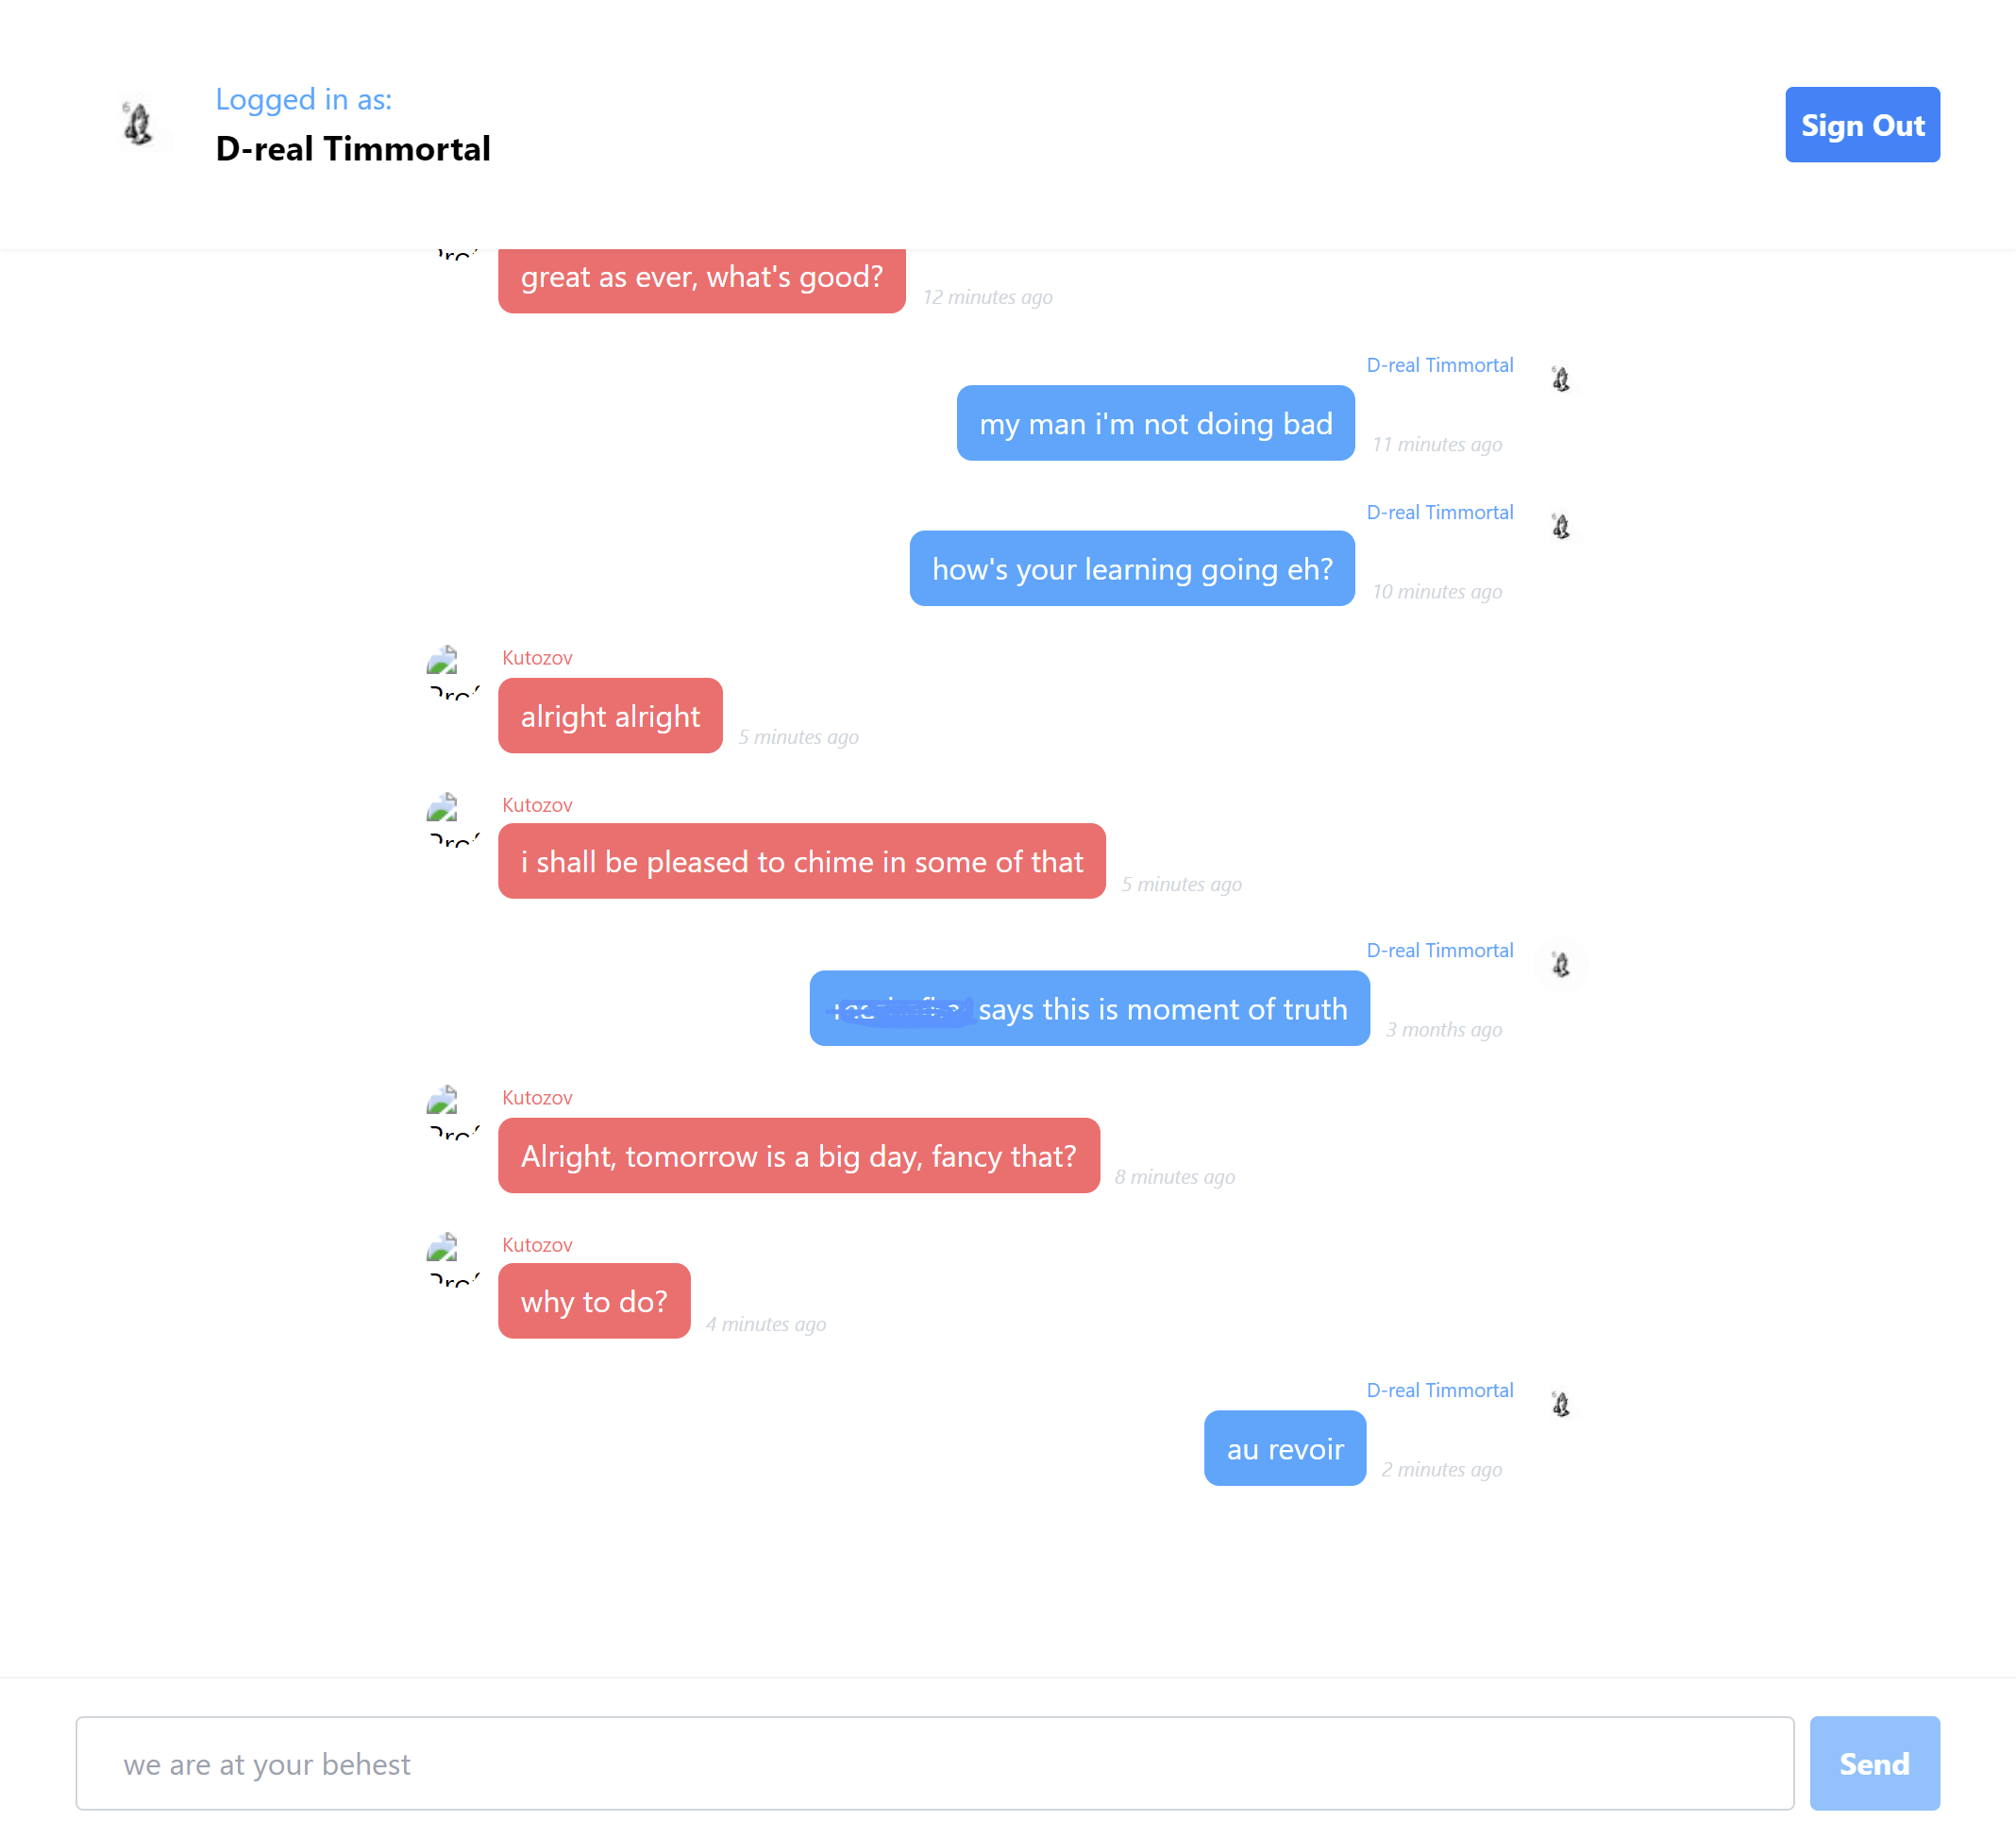 Logged in as:
D-real Timmortal
Sign Out
great as ever, what's good?
12 minutes ago
D-real Timmortal
my man i'm not doing bad
11 minutes ago
D-real Timmortal
how's your learning going eh?
10 minutes ago
Kutozov
alright alright
5 minutes ago
Kutozov
i shall be pleased to chime in some of that
5 minutes ago
D-real Timmortal
says this is moment of truth
3 months ago
Kutozov
Alright, tomorrow is a big day, fancy that?
8 minutes ago
Kutozov
why to do?
4 minutes ago
D-real Timmortal
au revoir
2 minutes ago
we are at your behest
Send